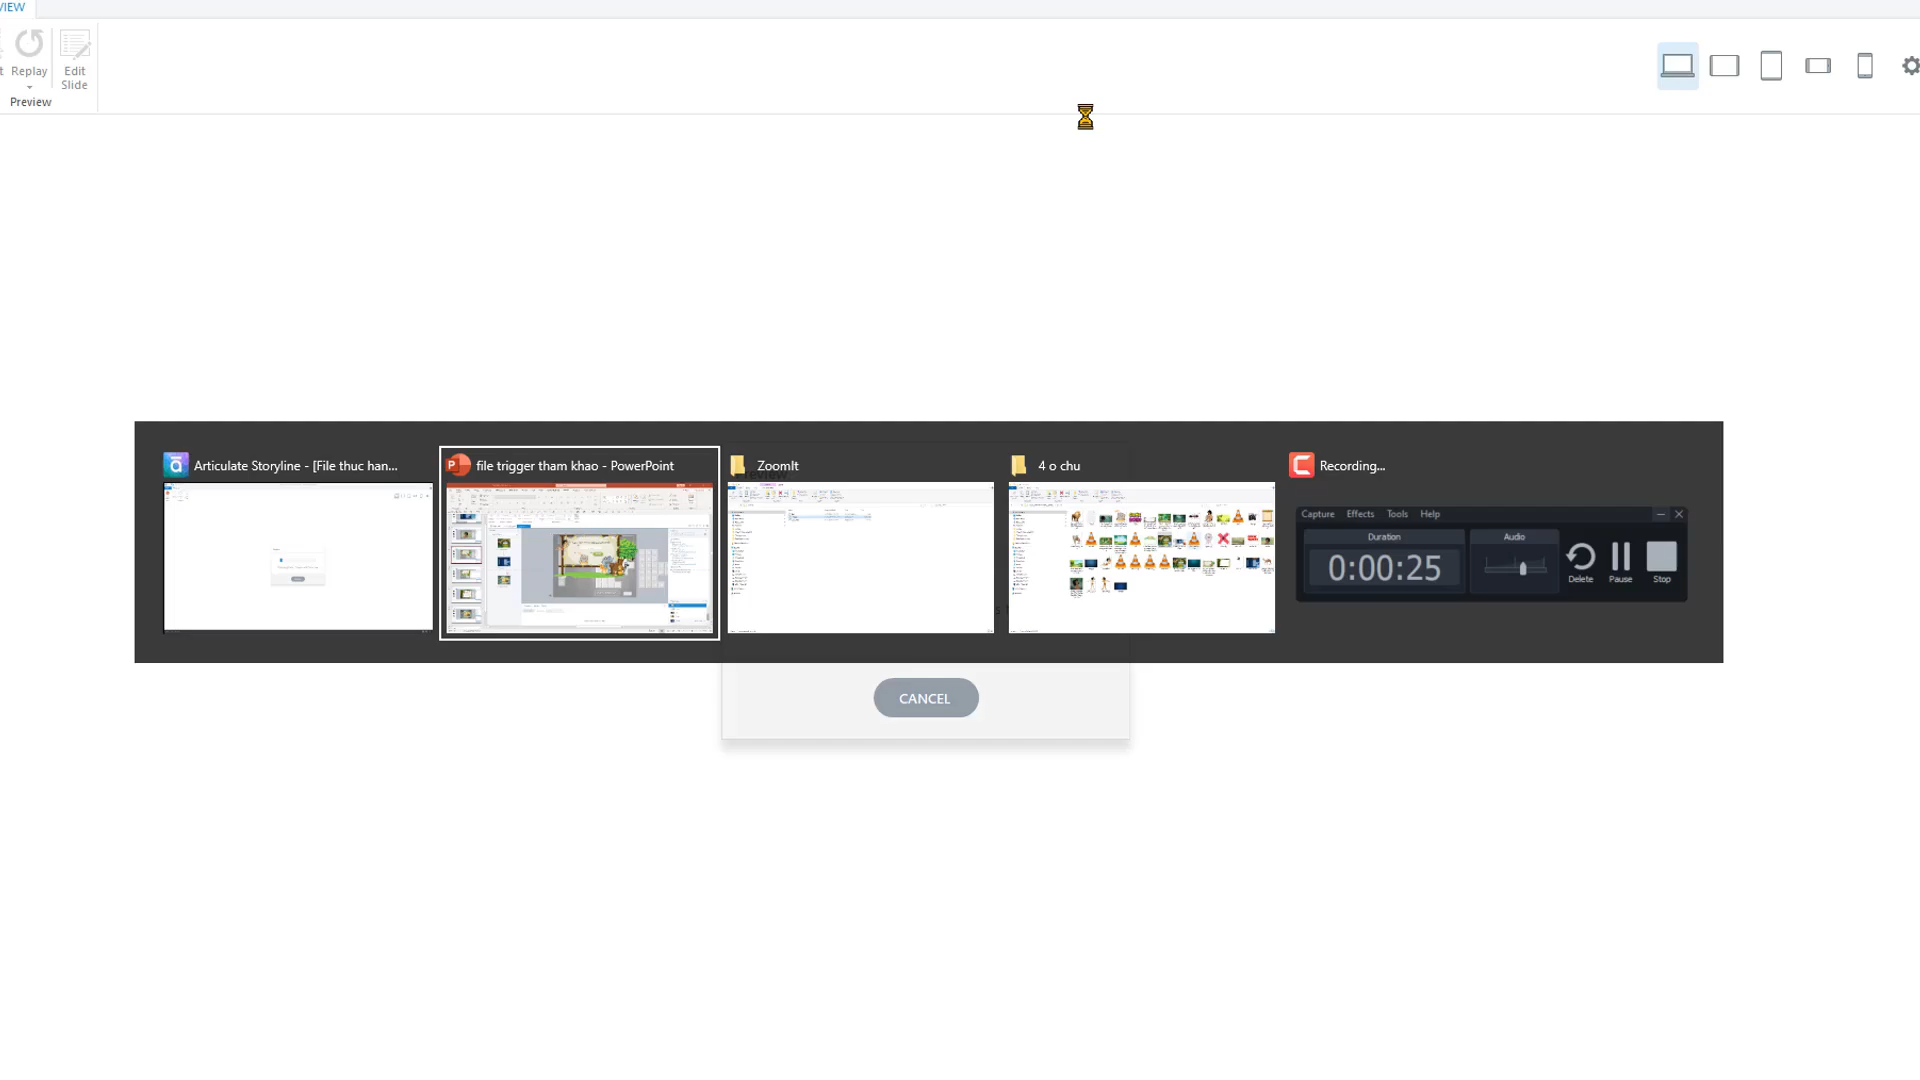 VIEW
Replay
Edit
Slide
Preview
Articulate Storyline - [File thuc han...
file trigger tham khao - PowerPoint
ZoomIt
4 o chu
Recording...
Capture Effects Tools Help
Duration
Audio
0:00:25
Delete
Pause
Stop
CANCEL